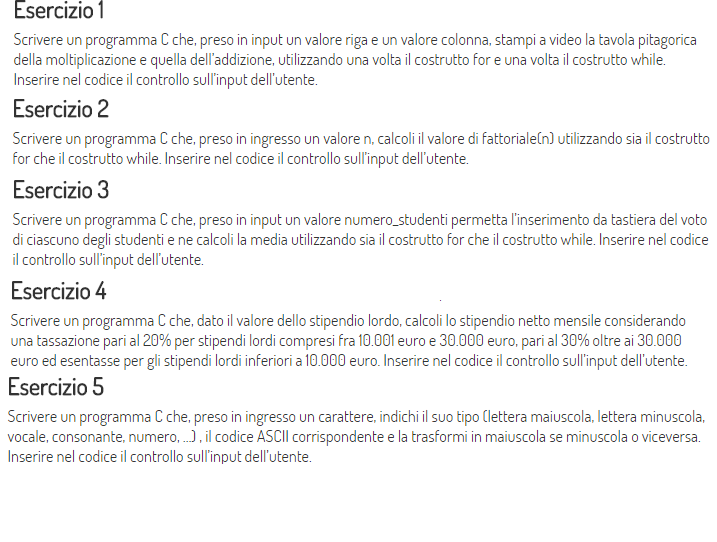 Esercizio 1
Scrivere un programma C che, preso in input un valore riga e un valore colonna, stampi a video la tavola pitagorica
della moltiplicazione e quella dell'addizione, utilizzando una volta il costrutto for e una volta il costrutto while.
Inserire nel codice il controllo sull'input dell'utente.
Esercizio 2
Scrivere un programma C che, preso in ingresso un valore n, calcoli il valore di fattoriale(n) utilizzando sia il costrutto
for che il costrutto while. Inserire nel codice il controllo sull'input dell'utente.
Esercizio 3
Scrivere un programma C che, preso in input un valore numero_studenti permetta l'inserimento da tastiera del voto
di ciascuno degli studenti e ne calcoli la media utilizzando sia il costrutto for che il costrutto while. Inserire nel codice
il controllo sull'input dell'utente.
Esercizio 4
Scrivere un programma C che, dato il valore dello stipendio lordo, calcoli lo stipendio netto mensile considerando
una tassazione pari al 20% per stipendi lordi compresi fra 10.001 euro e 30.000 euro, pari al 30% oltre ai 30.000
euro ed esentasse per gli stipendi lordi inferiori a 10.000 euro. Inserire nel codice il controllo sull'input dell'utente.
Esercizio 5
Scrivere un programma C che, preso in ingresso un carattere, indichi il suo tipo (lettera maiuscola, lettera minuscola,
vocale, consonante, numero, ...) , il codice ASCII corrispondente e la trasformi in maiuscola se minuscola o viceversa.
Inserire nel codice il controllo sull'input dell'utente.